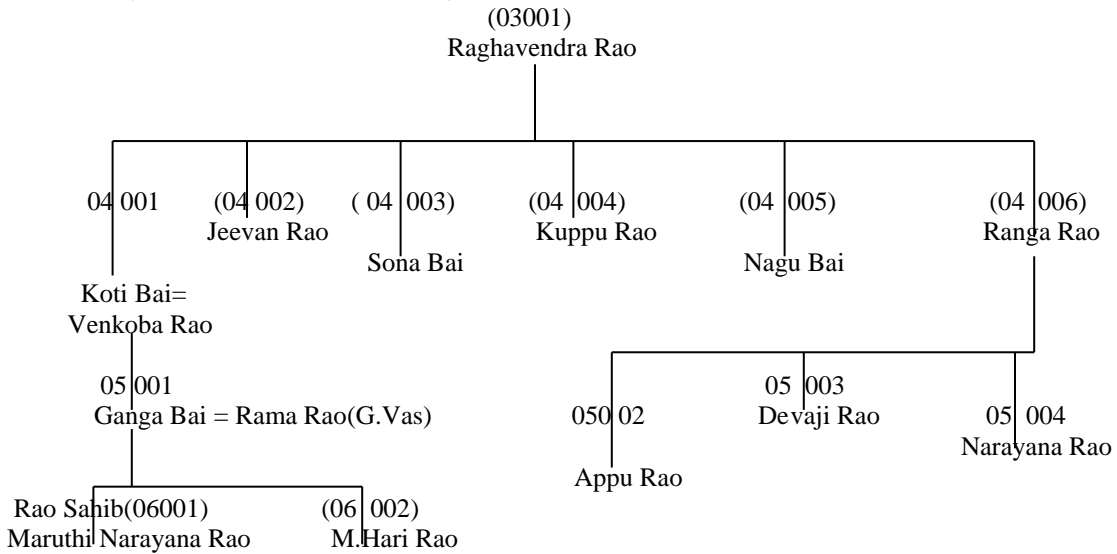 (03001)
Raghavendra Rao
04 001
(04 002)
( 04 003)
(04 004)
(04 005)
(04 006)
Jeevan Rao
Kuppu Rao
Ranga Rao
Sona Bai
Nagu Bai
Koti Bai=
Venkoba Rao
05 001
05 003
Ganga Bai = Rama Rao(G.Vas)
050 02
Devaji Rao
05 004
Narayana Rao
Appu Rao
Rao Sahib(06001)
(06 002)
Maruthi Narayana Rao
M.Hari Rao